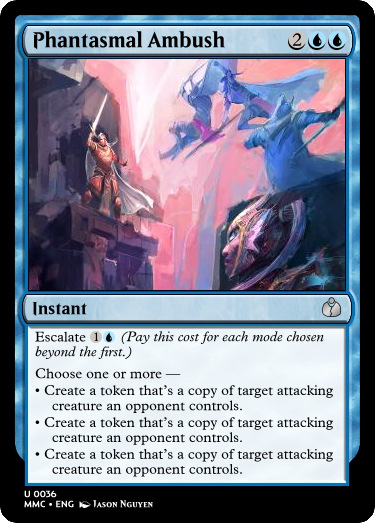 Phantasmal Ambush 2
Instant
Escalate 1 (Pay this cost for each mode chosen
beyond the first.)
Choose one or more —
• Create a token that's a copy of target attacking
creature an opponent controls.
• Create a token that's a copy of target attacking
creature an opponent controls.
• Create a token that's a copy of target attacking
creature an opponent controls.
U 0036
MMC • ENG Jason Nguyen